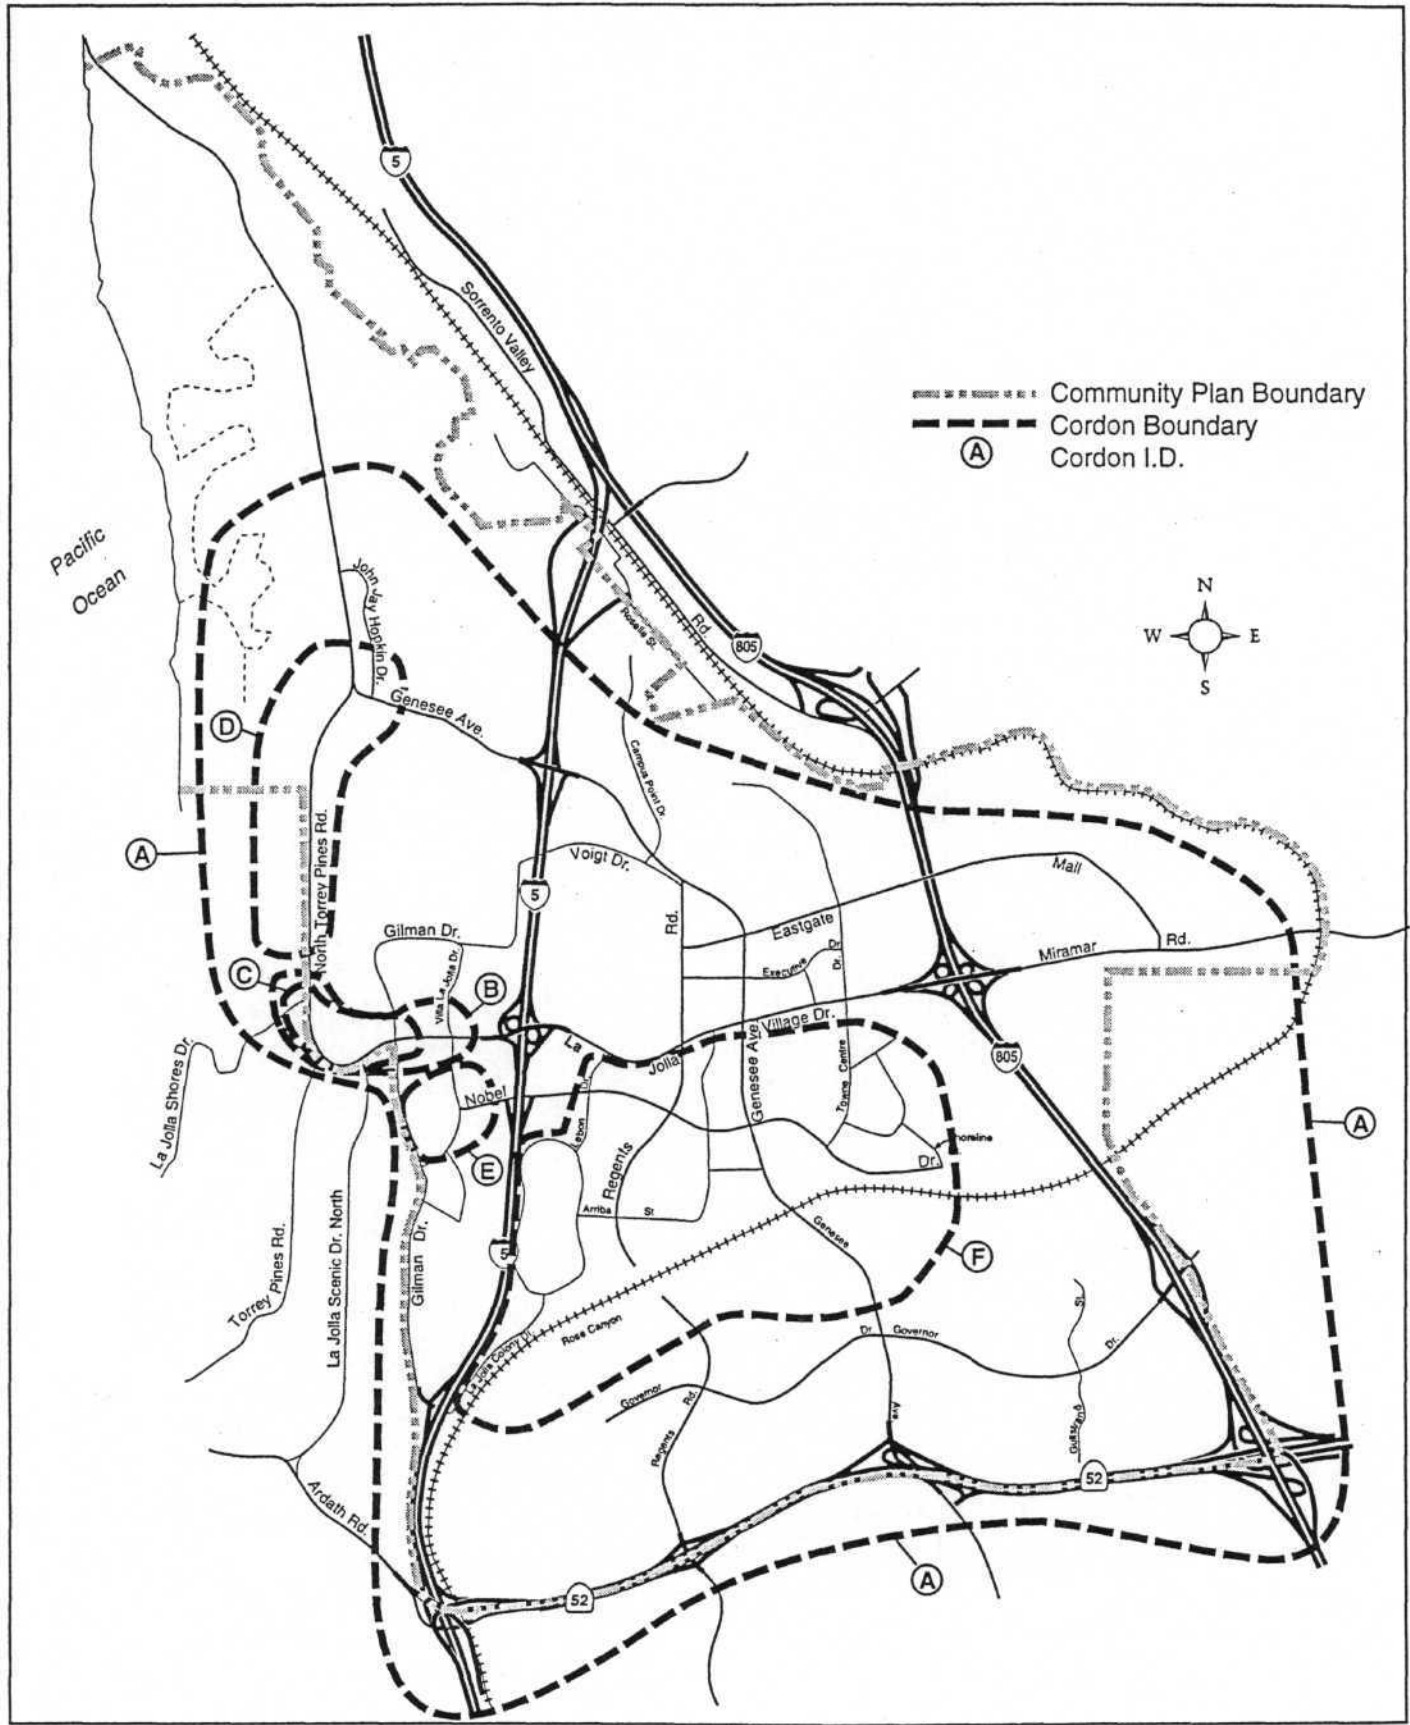 5
Sorrento Valley
Community Plan Boundary
Cordon Boundary
A
Cordon I.D.
Pacific
Ocean
N
W
E
S
John Jay Hopkin Dr.
Roselle St.
Rd.
805
D
Genesee Ave.
Campus Point Dr.
A
North Torrey Pines Rd.
Voigt Dr.
Mall
5
Gilman Dr.
Rd.
Eastgate
Dr.
Miramar
Rd.
Villa La Jolla Dr.
Executive
Dr.
C
B
Village Dr.
La
Jolla
Genesee Ave.
Towne Centre
805
La Jolla Shores Dr.
Nobel
Lebon
Dr.
A
Shoreline
Dr.
E
Regents
Arriba St
Genesee
Gilman Dr.
5
F
Torrey Pines Rd.
La Jolla Scenic Dr. North
Rose Canyon
La Jolla Colony Dr.
St.
Dr. Governor
Dr.
Governor
Rd.
Ave.
Regents
Gullstrand
52
Ardath Rd.
A
52